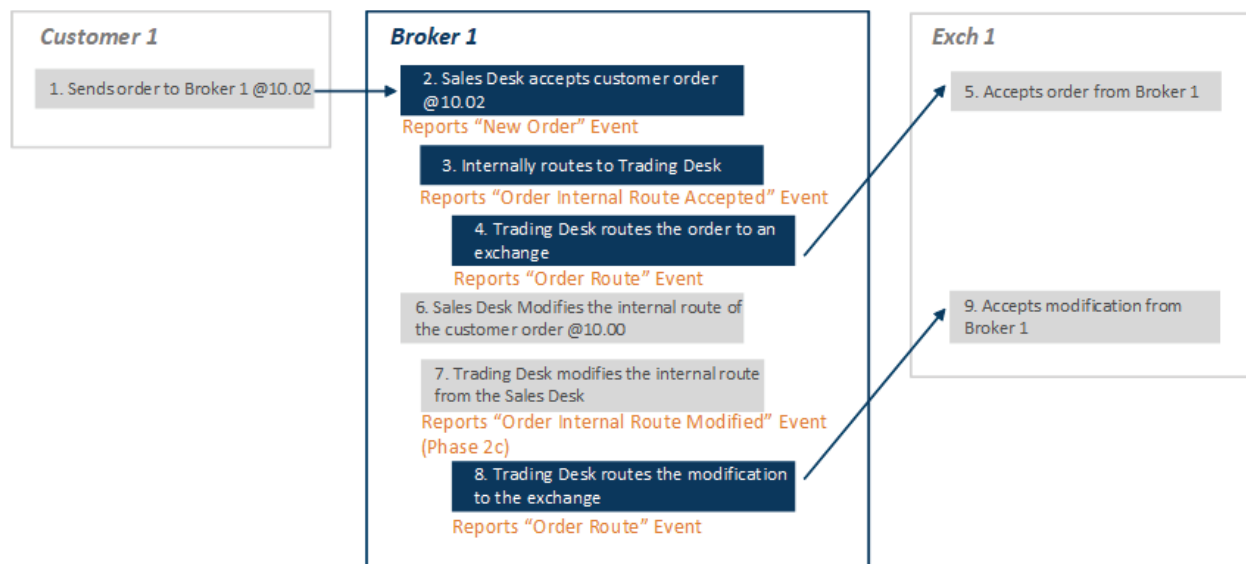 Customer 1
1. Sends order to Broker 1 @10.02
Broker 1
2. Sales Desk accepts customer order
@10.02
Reports “New Order” Event
3. Internally routes to Trading Desk
Reports “Order Internal Route Accepted” Event
4. Trading Desk routes the order to an
exchange
Reports “Order Route” Event
6. Sales Desk Modifies the internal route of
the customer order @10.00
7. Trading Desk modifies the internal route
from the Sales Desk
Reports “Order Internal Route Modified” Event
(Phase 2c)
8. Trading Desk routes the modification
to the exchange
Reports “Order Route” Event
Exch 1
5. Accepts order from Broker 1
9. Accepts modification from
Broker 1